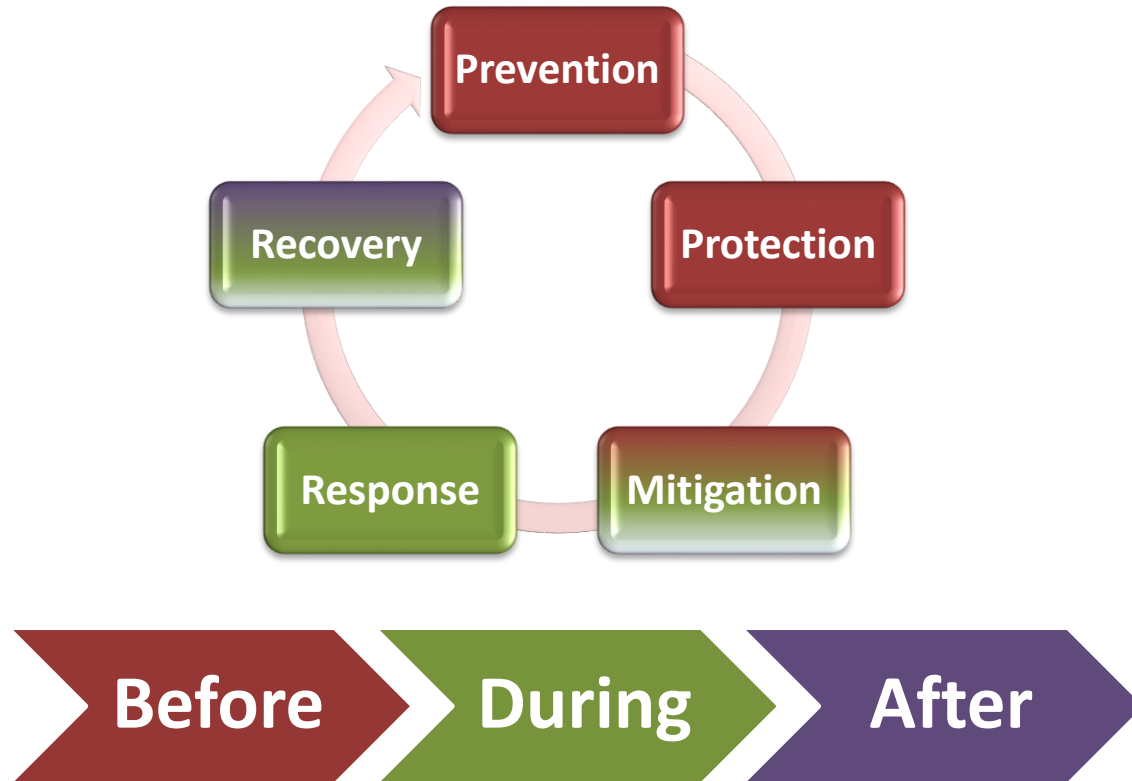 Prevention
Protection
Mitigation
Response
Recovery
Before
During
After